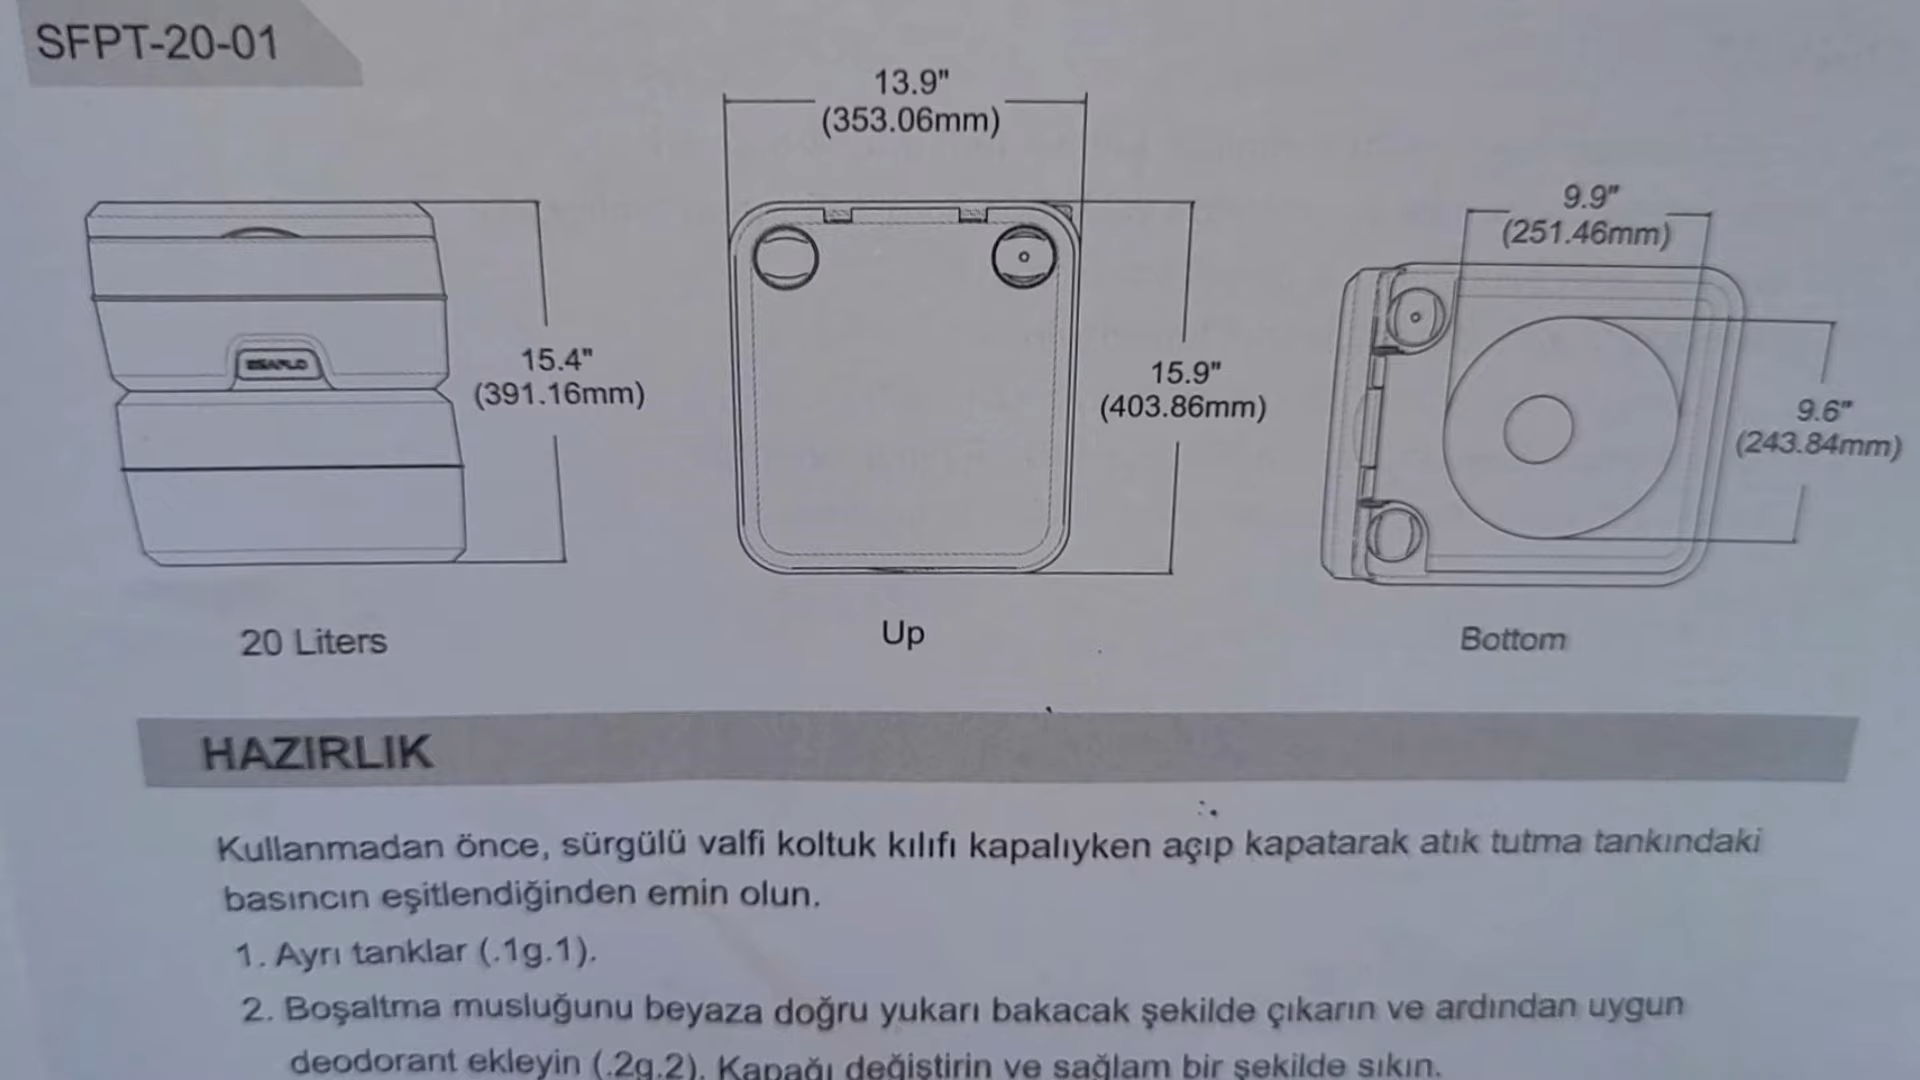 SFPT-20-01
13.9"
(353.06mm)
9.9"
(251.46mm)
15.4"
(391.16mm)
15.9"
(403.86mm)
9.6"
(243.84mm)
20 Liters
Up
Bottom
HAZIRLIK
Kullanmadan önce, sürgülü valfi koltuk kılıfı kapalıyken açıp kapatarak atık tutma tankındaki
basıncın eşitlendiğinden emin olun.
1. Ayrı tanklar (.1g.1).
2. Boşaltma musluğunu beyaza doğru yukarı bakacak şekilde çıkarın ve ardından uygun
deodorant ekleyin (.2g.2). Kapağı değiştirin ve sağlam bir şekilde sıkın.